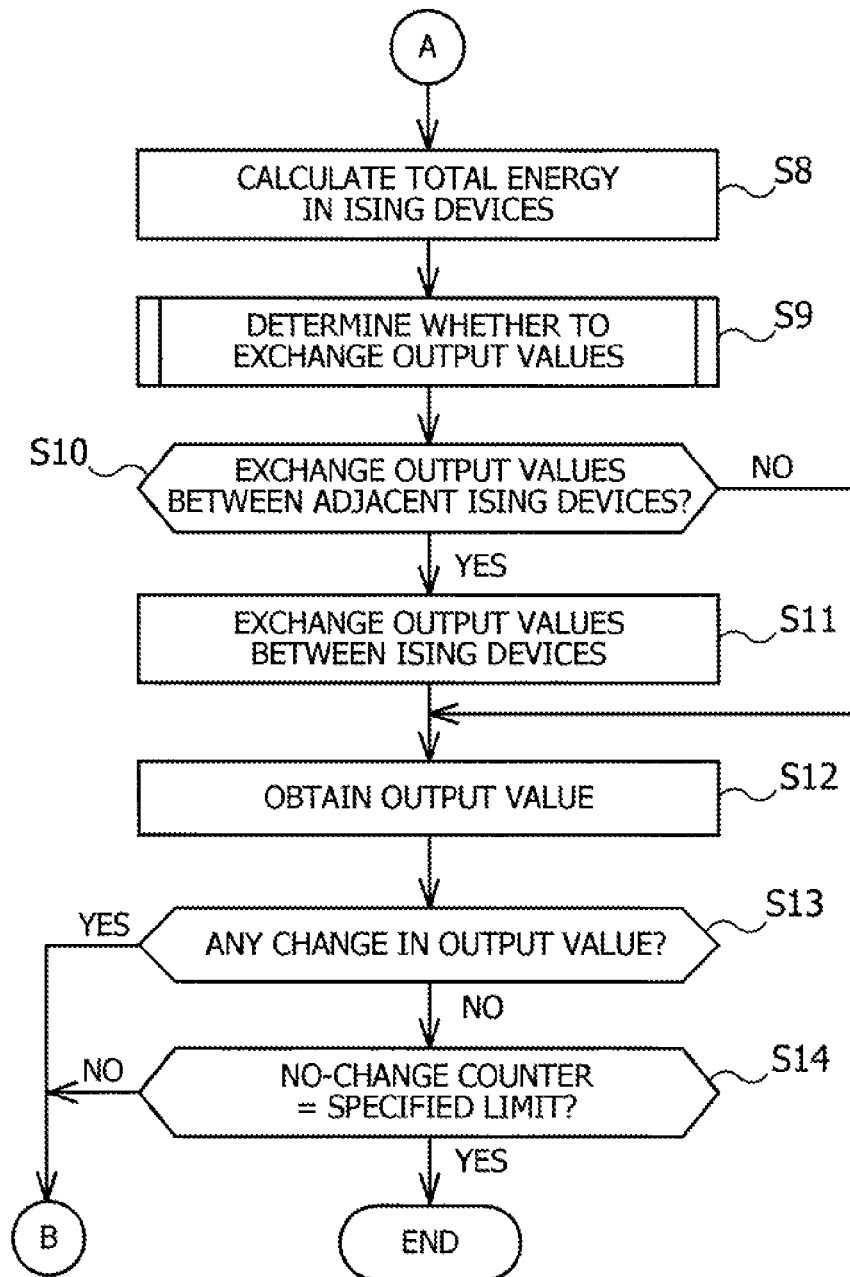 A
CALCULATE TOTAL ENERGY
IN ISING DEVICES
S8
DETERMINE WHETHER TO
EXCHANGE OUTPUT VALUES
S9
S10
EXCHANGE OUTPUT VALUES
BETWEEN ADJACENT ISING DEVICES?
NO
YES
EXCHANGE OUTPUT VALUES
BETWEEN ISING DEVICES
S11
OBTAIN OUTPUT VALUE
S12
YES
ANY CHANGE IN OUTPUT VALUE?
S13
NO
NO
NO-CHANGE COUNTER
= SPECIFIED LIMIT?
S14
YES
B
END